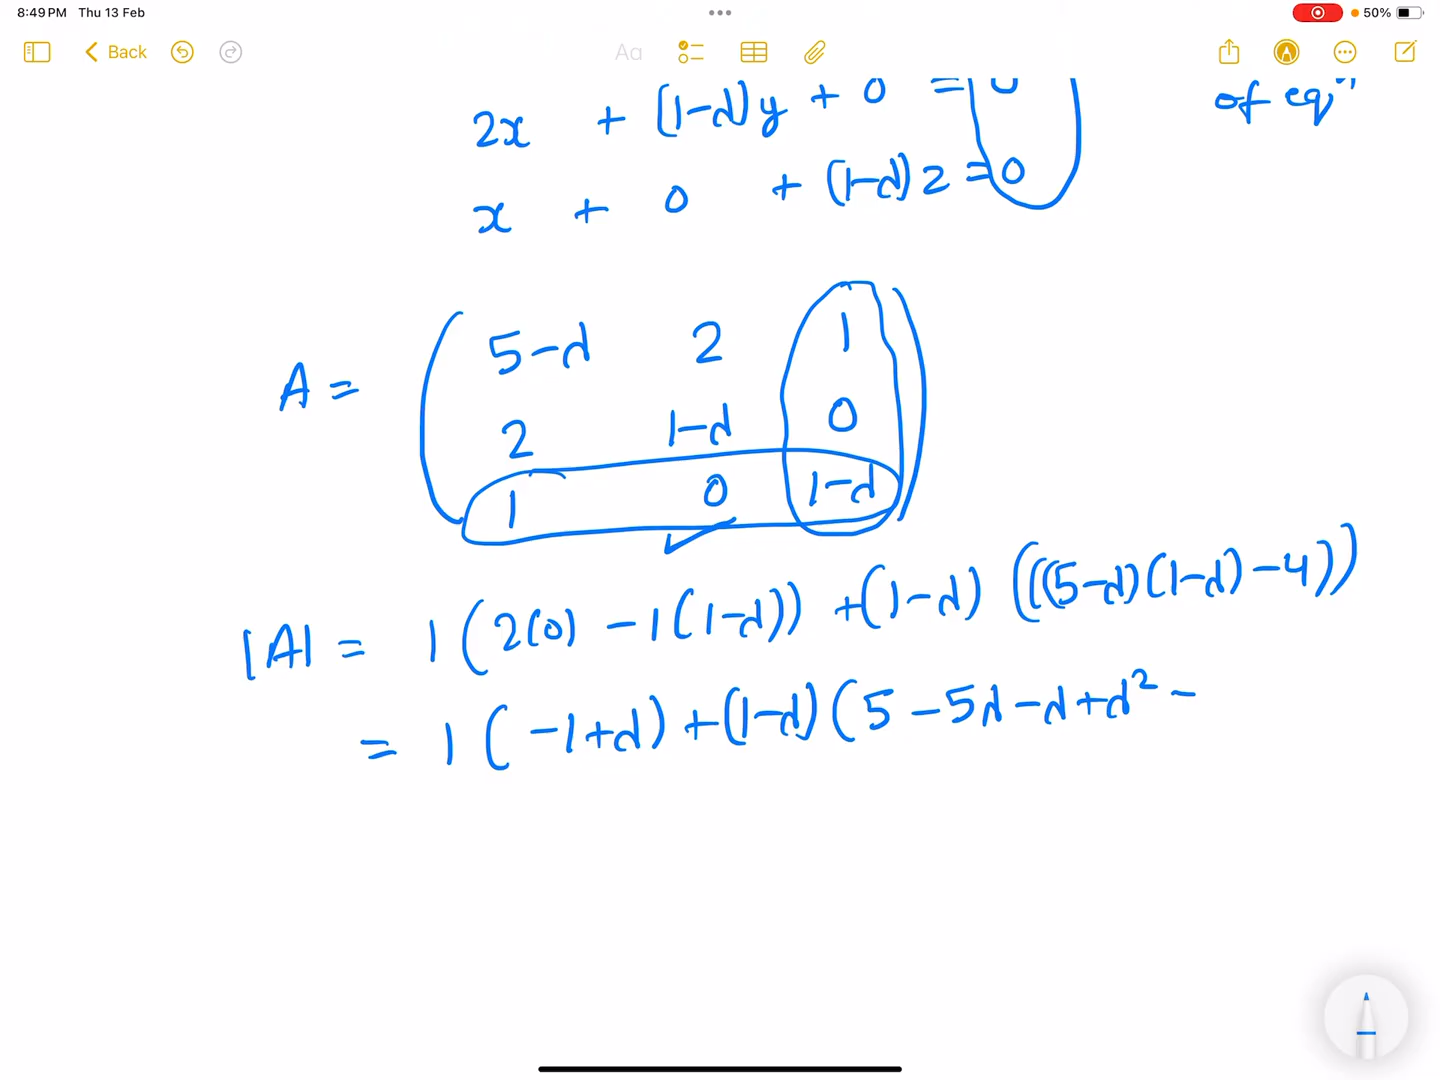 8:49 PM Thu 13 Feb
50%
Back
Aa
2x + (1-λ)y + 0 = 0
of eqⁿ
x + 0 + (1-λ) z = 0
A =
5-λ 2 1
2 1-λ 0
1 0 1-λ
|A| = 1 ( 2(0) - 1(1-λ)) + (1-λ) (((5-λ)(1-λ) - 4))
= 1 ( -1+λ) + (1-λ) ( 5 - 5λ - λ + λ² -